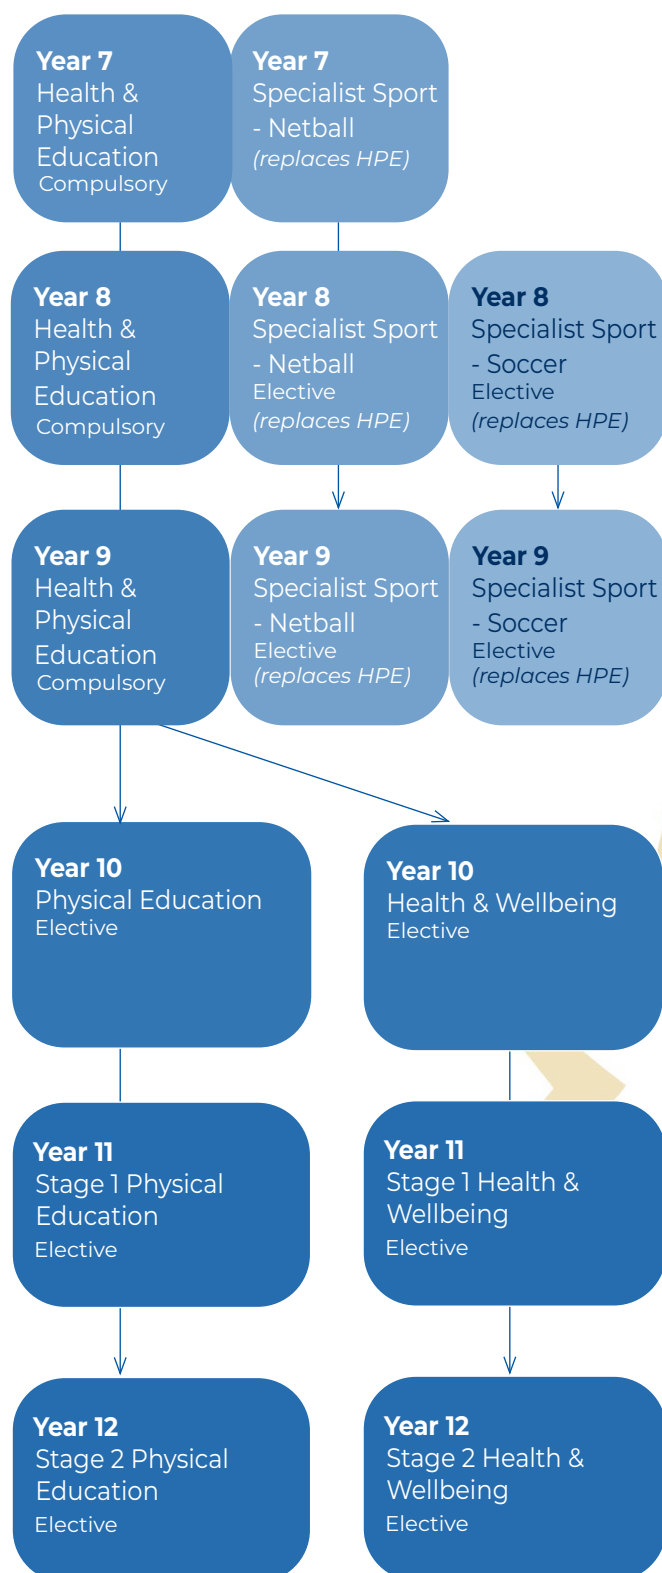 Year 7
Health &
Physical
Education
Compulsory
Year 7
Specialist Sport
- Netball
(replaces HPE)
Year 8
Health &
Physical
Education
Compulsory
Year 8
Specialist Sport
- Netball
Elective
(replaces HPE)
Year 8
Specialist Sport
- Soccer
Elective
(replaces HPE)
Year 9
Health &
Physical
Education
Compulsory
Year 9
Specialist Sport
- Netball
Elective
(replaces HPE)
Year 9
Specialist Sport
- Soccer
Elective
(replaces HPE)
Year 10
Physical Education
Elective
Year 10
Health & Wellbeing
Elective
Year 11
Stage 1 Physical
Education
Elective
Year 11
Stage 1 Health &
Wellbeing
Elective
Year 12
Stage 2 Physical
Education
Elective
Year 12
Stage 2 Health &
Wellbeing
Elective